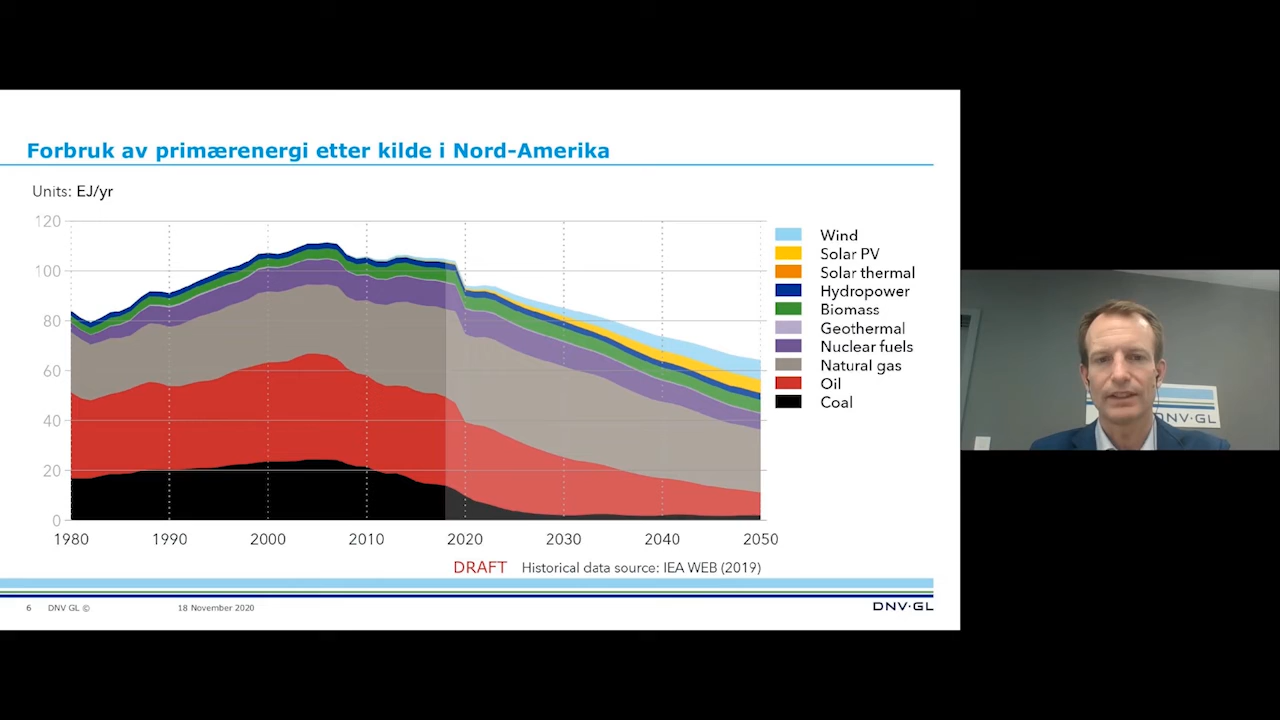 Forbruk av primærenergi etter kilde i Nord-Amerika
Units: EJ/yr
120
100
80
60
40
20
0
1980 1990 2000 2010 2020 2030 2040 2050
Wind
Solar PV
Solar thermal
Hydropower
Biomass
Geothermal
Nuclear fuels
Natural gas
Oil
Coal
DRAFT Historical data source: IEA WEB (2019)
6 DNV GL © 18 November 2020
DNV·GL
DNV·GL